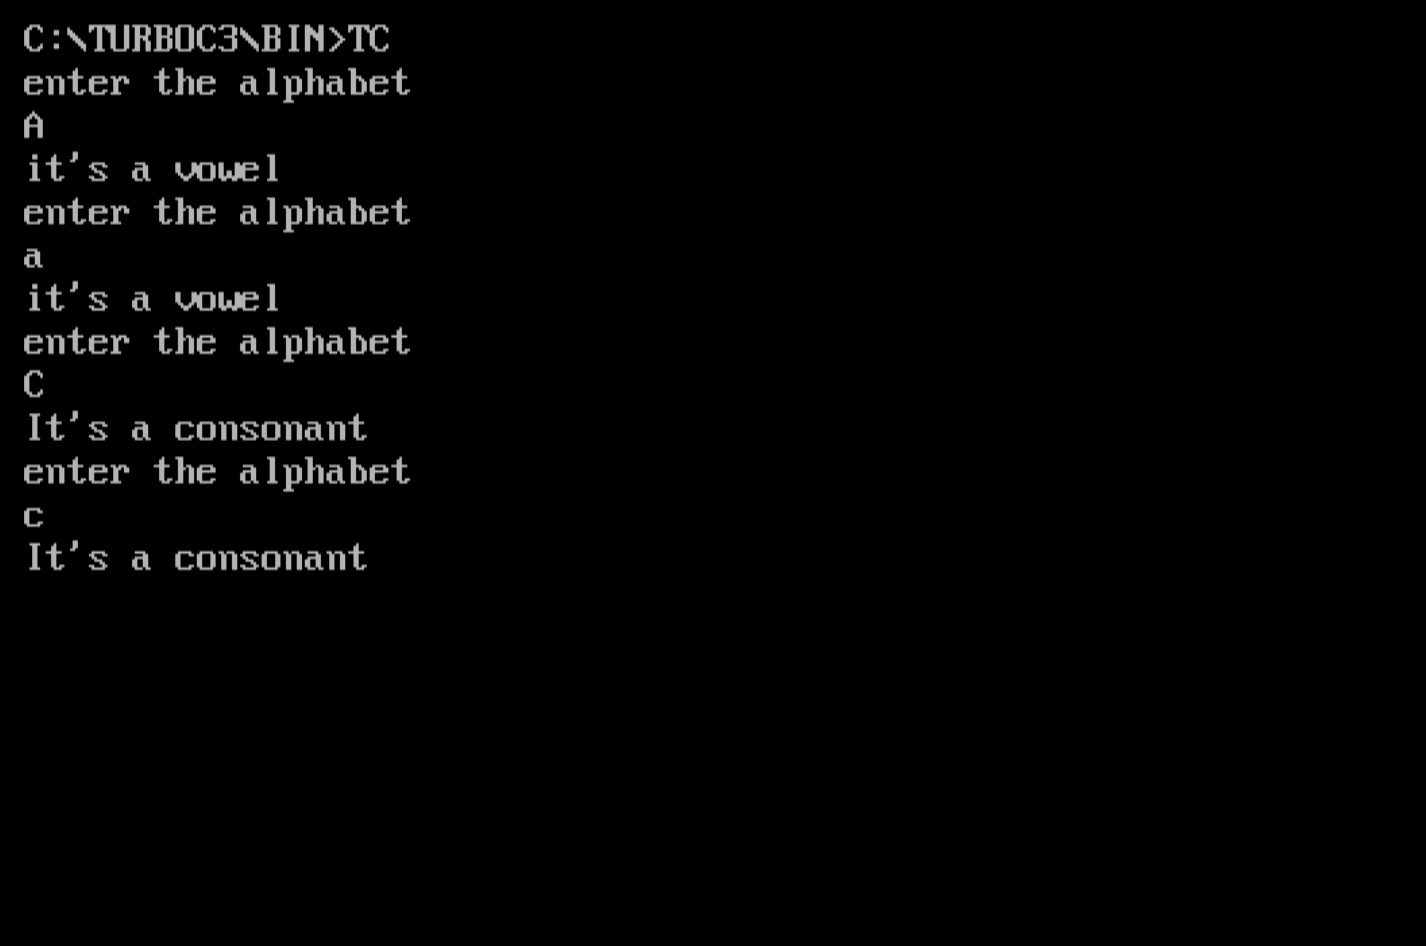 C:\TURBOC3\BIN>TC
enter the alphabet
A
it's a vowel
enter the alphabet
a
it's a vowel
enter the alphabet
C
It's a consonant
enter the alphabet
c
It's a consonant